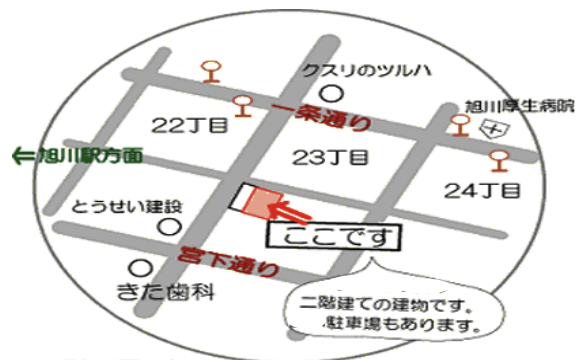 クスリのツルハ
旭川厚生病院
一条通り
22丁目
23丁目
24丁目
⇐旭川駅方面
とうせい建設
ここです
宮下通り
きた歯科
二階建ての建物です。
駐車場もあります。